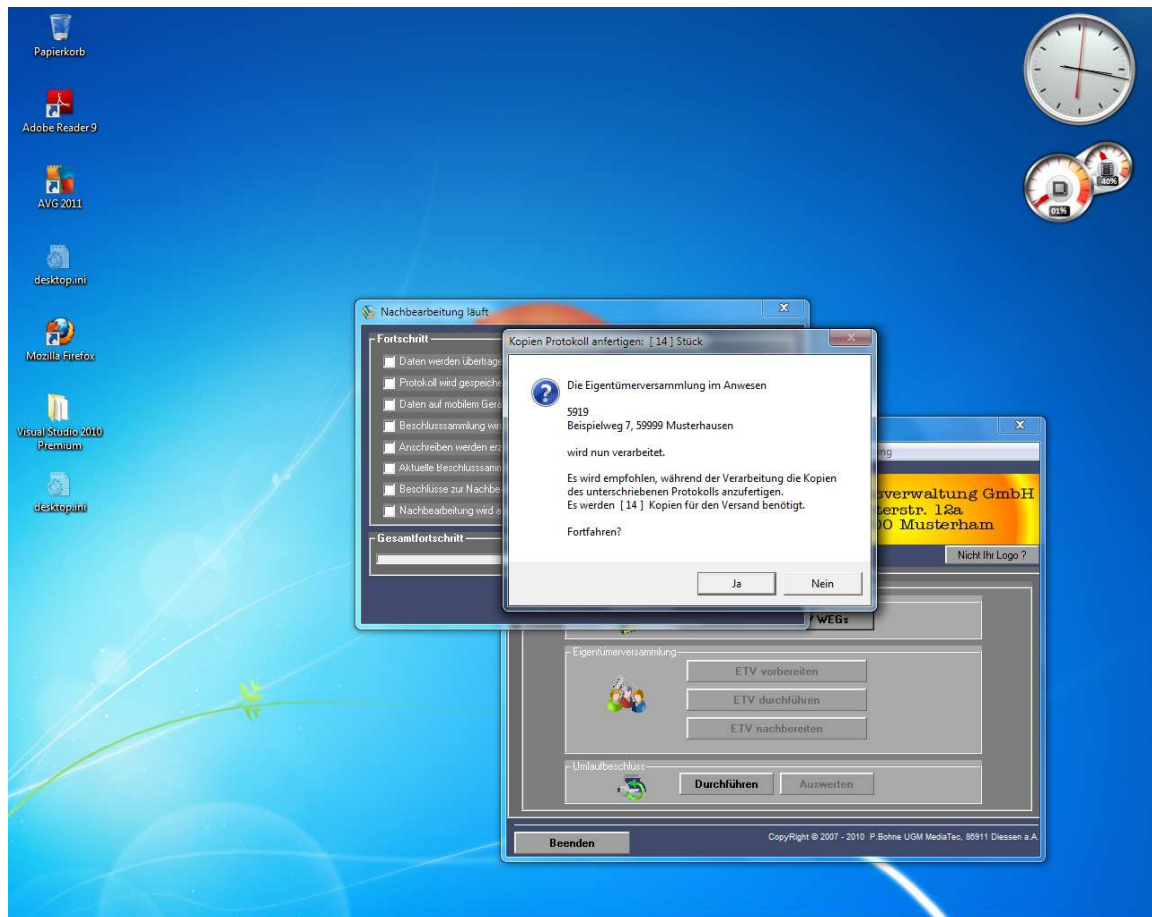 Papierkorb
Adobe Reader 9
AVG 2011
desktop.ini
Mozilla Firefox
Visual Studio 2010
Premium
desktop.ini
40%
01%
Nachbearbeitung läuft
Fortschritt
Daten werden übertrage
Protokoll wird gespeiche
Daten auf mobilem Gerä
Beschlusssammlung wir
Anschreiben werden erz
Aktuelle Beschlusssamm
Beschlüsse zur Nachbe
Nachbearbeitung wird a
Gesamtfortschritt
Kopien Protokoll anfertigen: [ 14 ] Stück
Die Eigentümerversammlung im Anwesen
5919
Beispielweg 7, 59999 Musterhausen
wird nun verarbeitet.
Es wird empfohlen, während der Verarbeitung die Kopien
des unterschriebenen Protokolls anzufertigen.
Es werden [ 14 ] Kopien für den Versand benötigt.
Fortfahren?
Ja
Nein
ng
sverwaltung GmbH
terstr. 12a
00 Musterham
Nicht Ihr Logo ?
/ WEGs
Eigentümerversammlung
ETV vorbereiten
ETV durchführen
ETV nachbereiten
Umlaufbeschluss
Durchführen
Auswerten
Beenden
CopyRight © 2007 - 2010 P.Bohne UGM MediaTec, 86911 Diessen a.A.